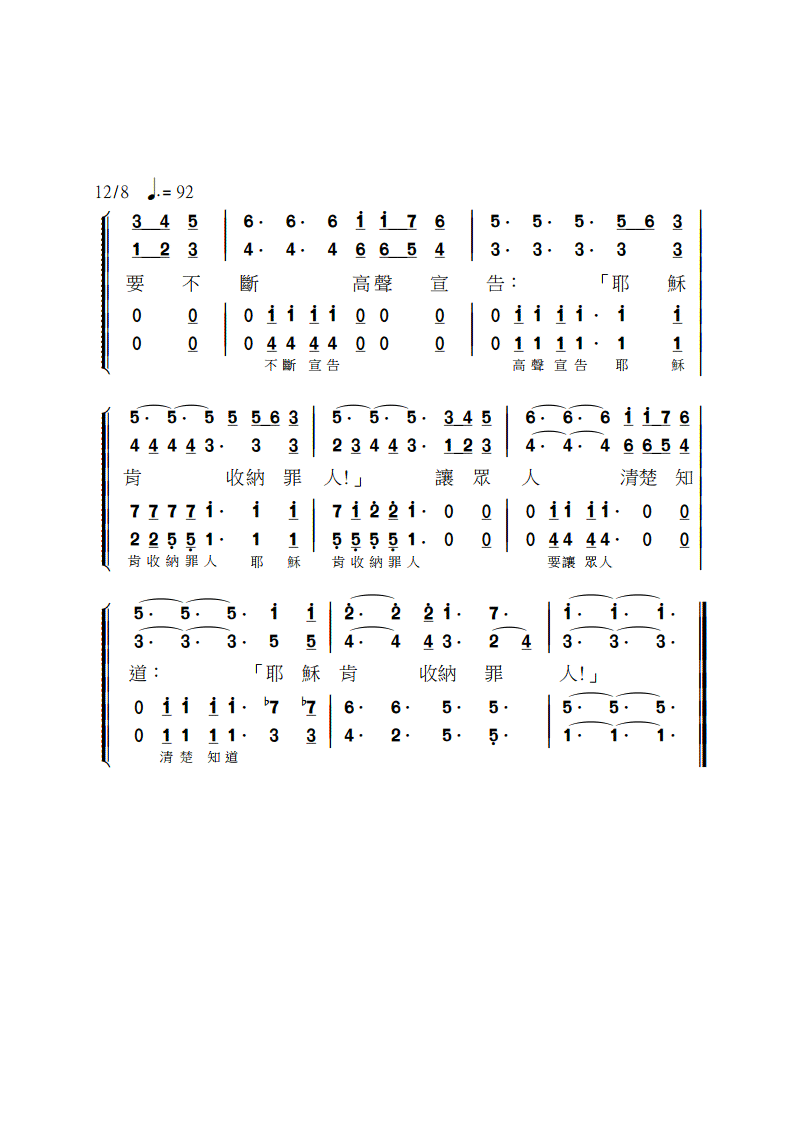 12/8 ♩. = 92
3 4 5 | 6· 6· 6 i i 7 6 | 5· 5· 5· 5 6 3
1 2 3 | 4· 4· 4 6 6 5 4 | 3· 3· 3· 3 3
要 不 斷 高聲 宣 告： 「耶 穌
0 0 | 0 i i i i 0 0 0 | 0 i i i i· i i
0 0 | 0 4 4 4 4 0 0 0 | 0 1 1 1 1· 1 1
不斷 宣告 高聲 宣告 耶 穌
5· 5· 5 5 5 6 3 | 5· 5· 5· 3 4 5 | 6· 6· 6 i i 7 6
4 4 4 4 3· 3 3 | 2 3 4 4 3· 1 2 3 | 4· 4· 4 6 6 5 4
肯 收納 罪 人!」 讓 眾 人 清楚 知
7 7 7 7 i· i i | 7 i 2̇ 2̇ i· 0 0 | 0 i i i i· 0 0
2 2 5̣ 5̣ 1· 1 1 | 5̣ 5̣ 5̣ 5̣ 1· 0 0 | 0 4 4 4 4· 0 0
肯收納罪人 耶 穌 肯收納罪人 要讓 眾人
5· 5· 5· i i | 2̇· 2̇ 2̇ i· 7· | i· i· i·
3· 3· 3· 5 5 | 4· 4 4 3· 2 4 | 3· 3· 3·
道： 「耶 穌 肯 收納 罪 人!」
0 i i i i· ♭7 ♭7 | 6· 6· 5· 5· | 5· 5· 5·
0 1 1 1 1· 3 3 | 4· 2· 5· 5̣· | 1· 1· 1·
清楚 知道